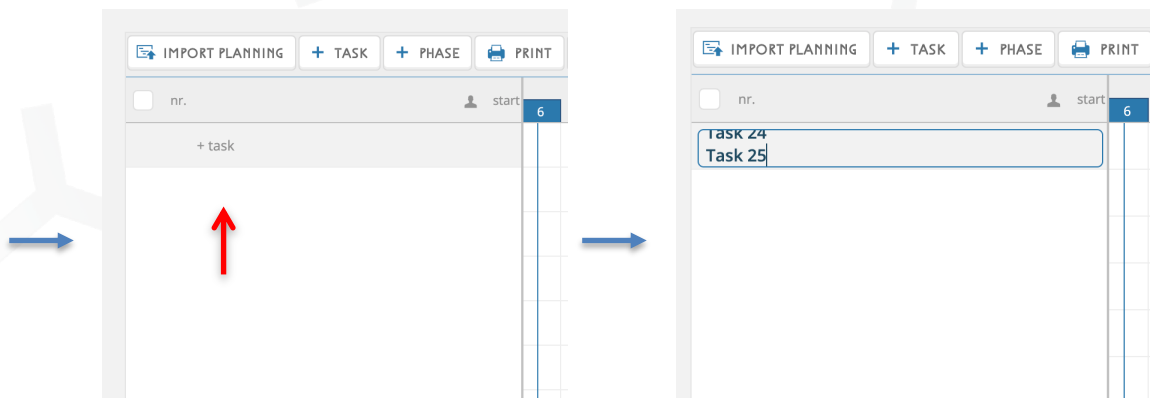 IMPORT PLANNING + TASK + PHASE PRINT
nr. start
6
+ task
IMPORT PLANNING + TASK + PHASE PRINT
nr. start
6
Task 24
Task 25